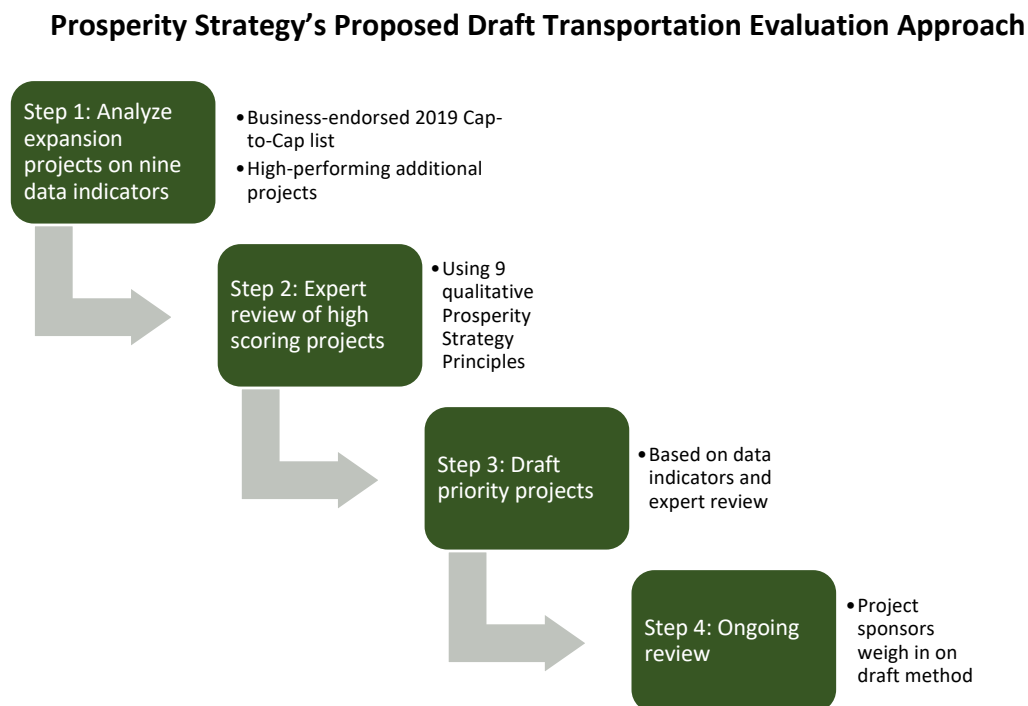 Prosperity Strategy’s Proposed Draft Transportation Evaluation Approach
Step 1: Analyze
expansion
projects on nine
data indicators
•Business-endorsed 2019 Cap-
to-Cap list
•High-performing additional
projects
Step 2: Expert
review of high
scoring projects
•Using 9
qualitative
Prosperity
Strategy
Principles
Step 3: Draft
priority projects
•Based on data
indicators and
expert review
Step 4: Ongoing
review
•Project
sponsors
weigh in on
draft method